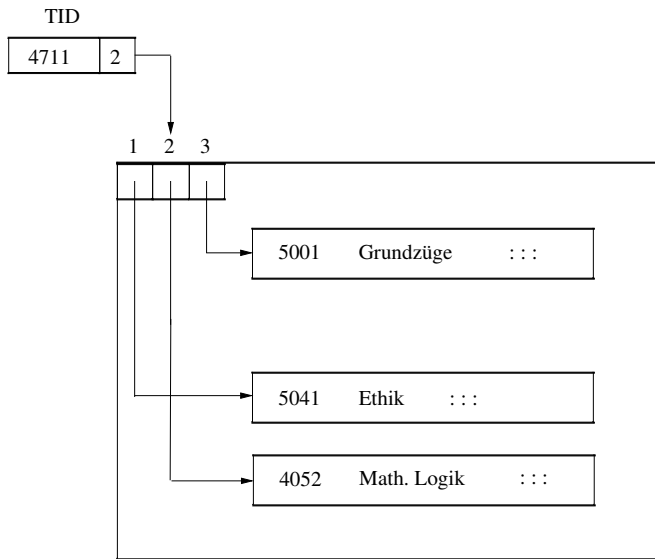 TID
4711 2
1 2 3
5001 Grundzüge :::
5041 Ethik :::
4052 Math. Logik :::